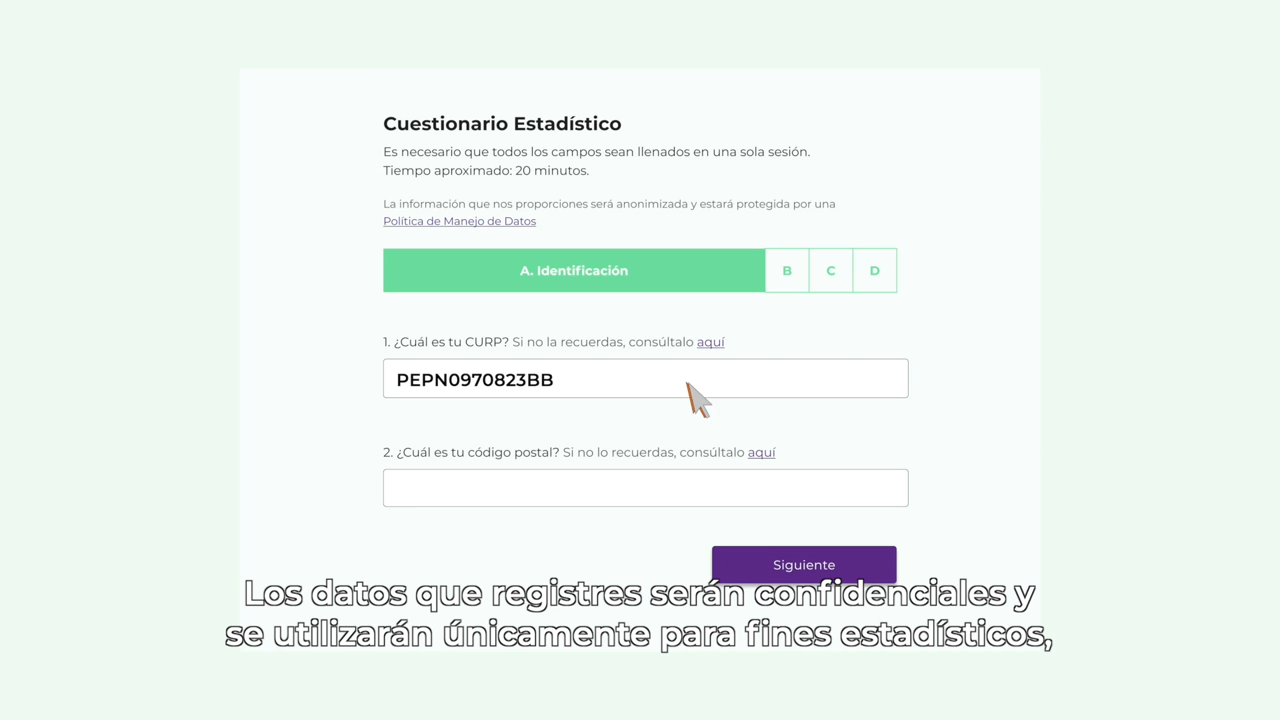 Cuestionario Estadístico
Es necesario que todos los campos sean llenados en una sola sesión.
Tiempo aproximado: 20 minutos.
La información que nos proporciones será anonimizada y estará protegida por una
Política de Manejo de Datos
A. Identificación B C D
1. ¿Cuál es tu CURP? Si no la recuerdas, consúltalo aquí
PEPN0970823BB
2. ¿Cuál es tu código postal? Si no lo recuerdas, consúltalo aquí
Siguiente
Los datos que registres serán confidenciales y
se utilizarán únicamente para fines estadísticos,